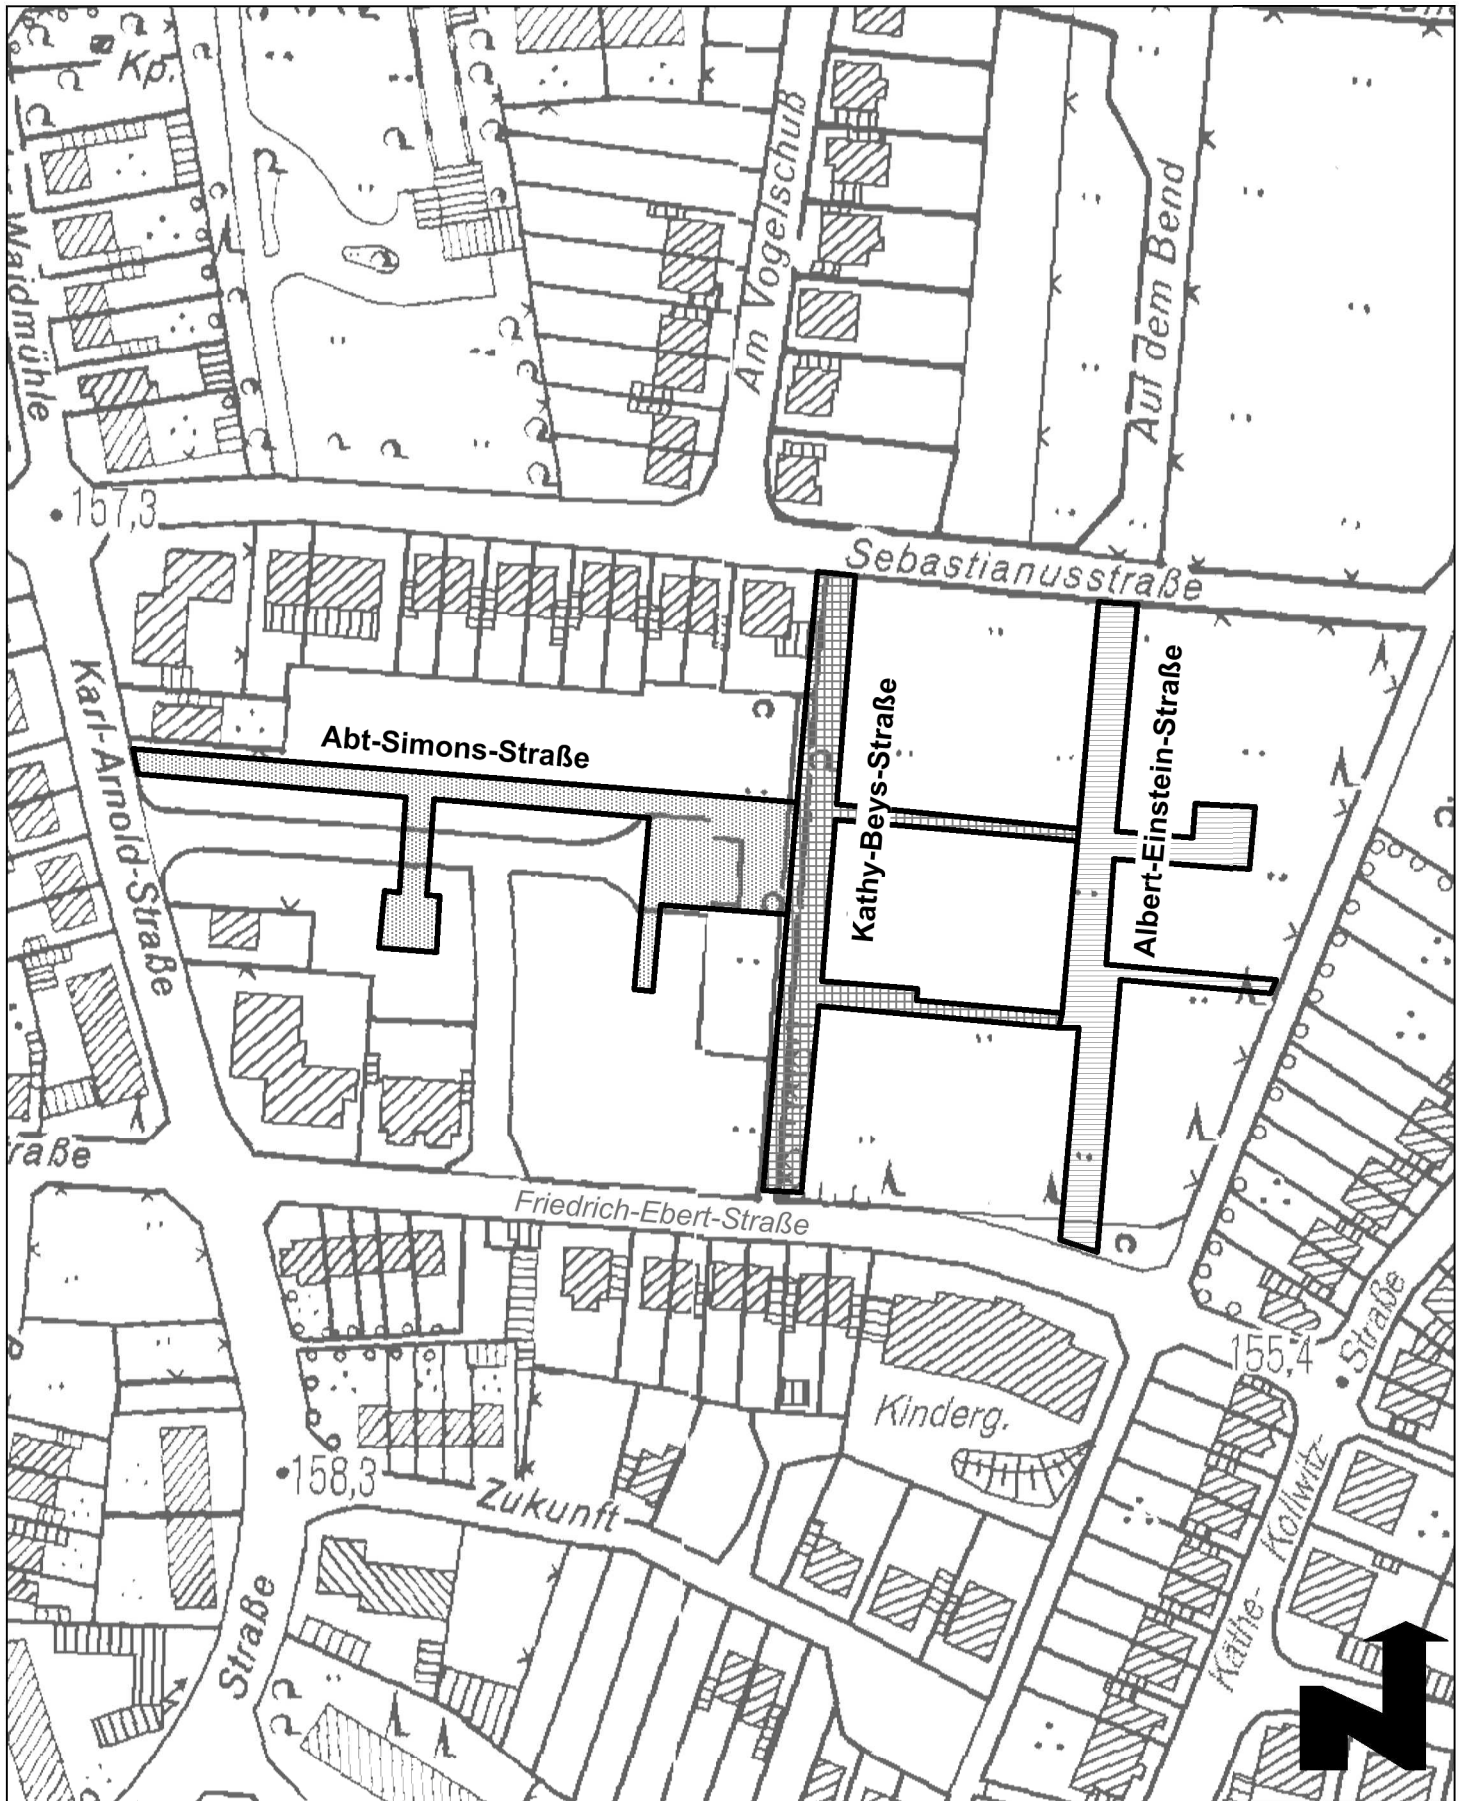 Kp.
Waidmühle
Am Vogelschuß
Auf dem Bend
157,3
Sebastianusstraße
Karl-Arnold-Straße
Abt-Simons-Straße
Kathy-Beys-Straße
Albert-Einstein-Straße
raße
Friedrich-Ebert-Straße
Straße
155,4
Kinderg.
158,3
Zukunft
Käthe-Kollwitz-
Straße
N